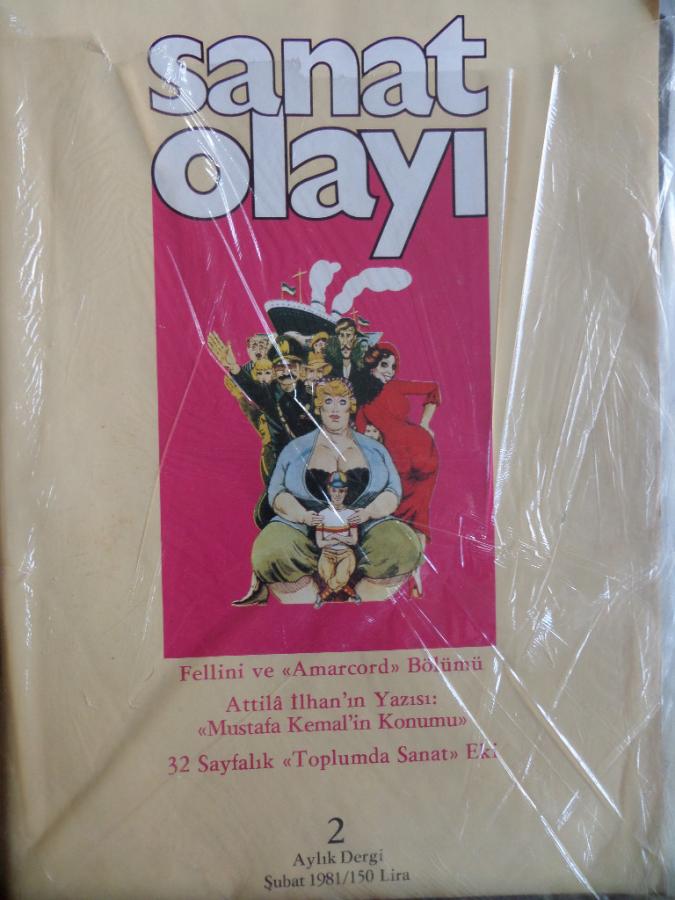 sanat
olayı
Fellini ve «Amarcord» Bölümü
Attilâ İlhan'ın Yazısı:
«Mustafa Kemal'in Konumu»
32 Sayfalık «Toplumda Sanat» Eki
2
Aylık Dergi
Şubat 1981/150 Lira